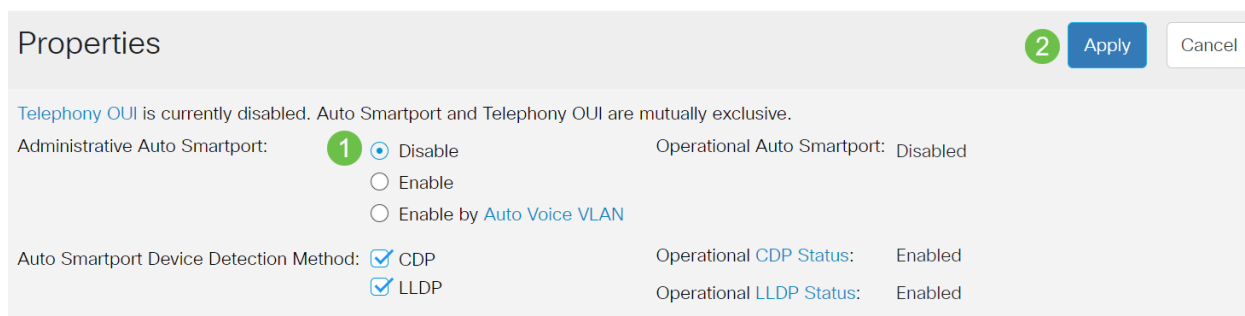 Properties
2 Apply Cancel
Telephony OUI is currently disabled. Auto Smartport and Telephony OUI are mutually exclusive.
Administrative Auto Smartport: 1 Disable Operational Auto Smartport: Disabled
Enable
Enable by Auto Voice VLAN
Auto Smartport Device Detection Method: CDP Operational CDP Status: Enabled
LLDP Operational LLDP Status: Enabled